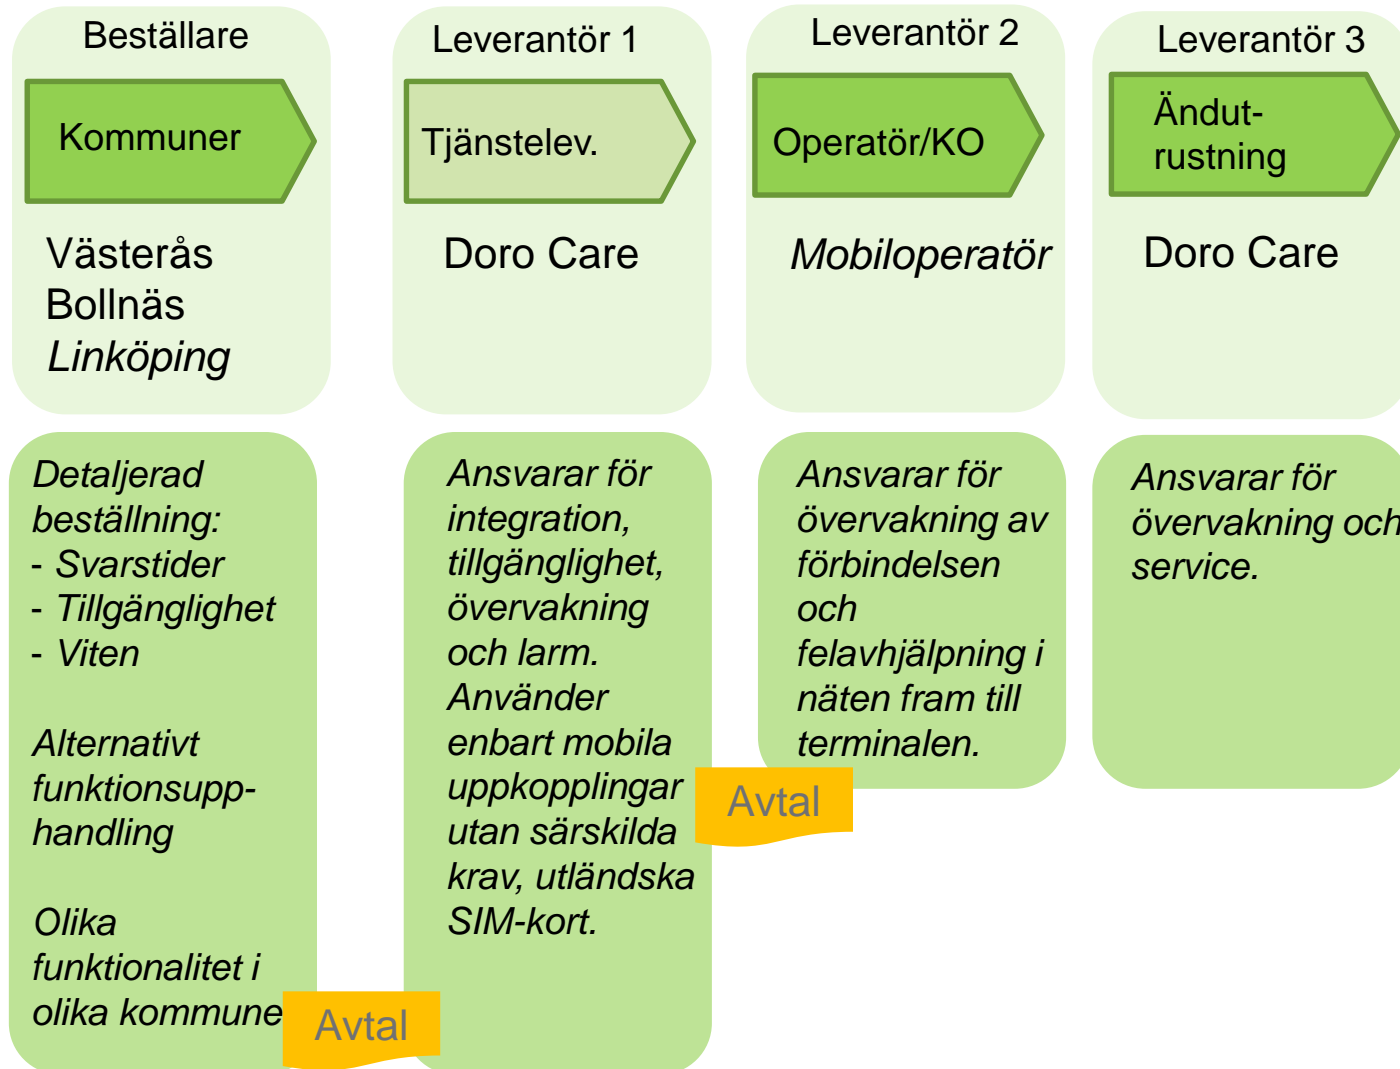 Beställare
Kommuner
Västerås
Bollnäs
Linköping
Detaljerad
beställning:
- Svarstider
- Tillgänglighet
- Viten
Alternativt
funktionsupp-
handling
Olika
funktionalitet i
olika kommune
Avtal
Leverantör 1
Tjänstelev.
Doro Care
Ansvarar för
integration,
tillgänglighet,
övervakning
och larm.
Använder
enbart mobila
uppkopplingar
utan särskilda
krav, utländska
SIM-kort.
Avtal
Leverantör 2
Operatör/KO
Mobiloperatör
Ansvarar för
övervakning av
förbindelsen
och
felavhjälpning i
näten fram till
terminalen.
Leverantör 3
Ändut-
rustning
Doro Care
Ansvarar för
övervakning och
service.